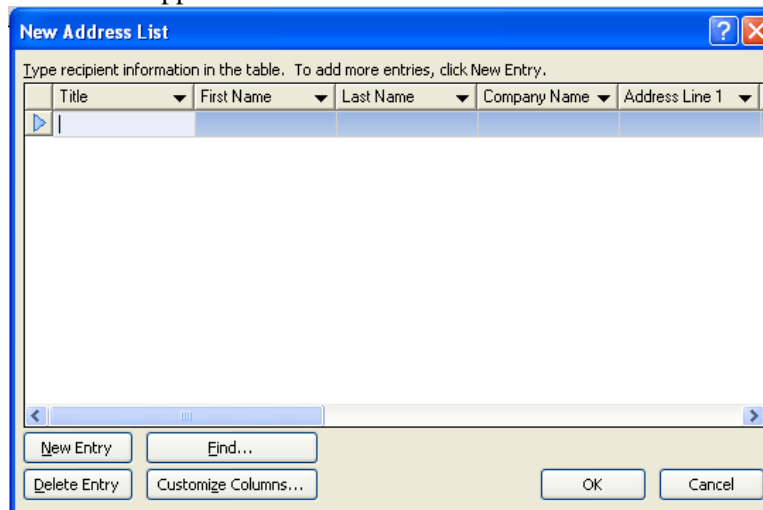 New Address List
Type recipient information in the table. To add more entries, click New Entry.
Title First Name Last Name Company Name Address Line 1
New Entry Find...
Delete Entry Customize Columns... OK Cancel